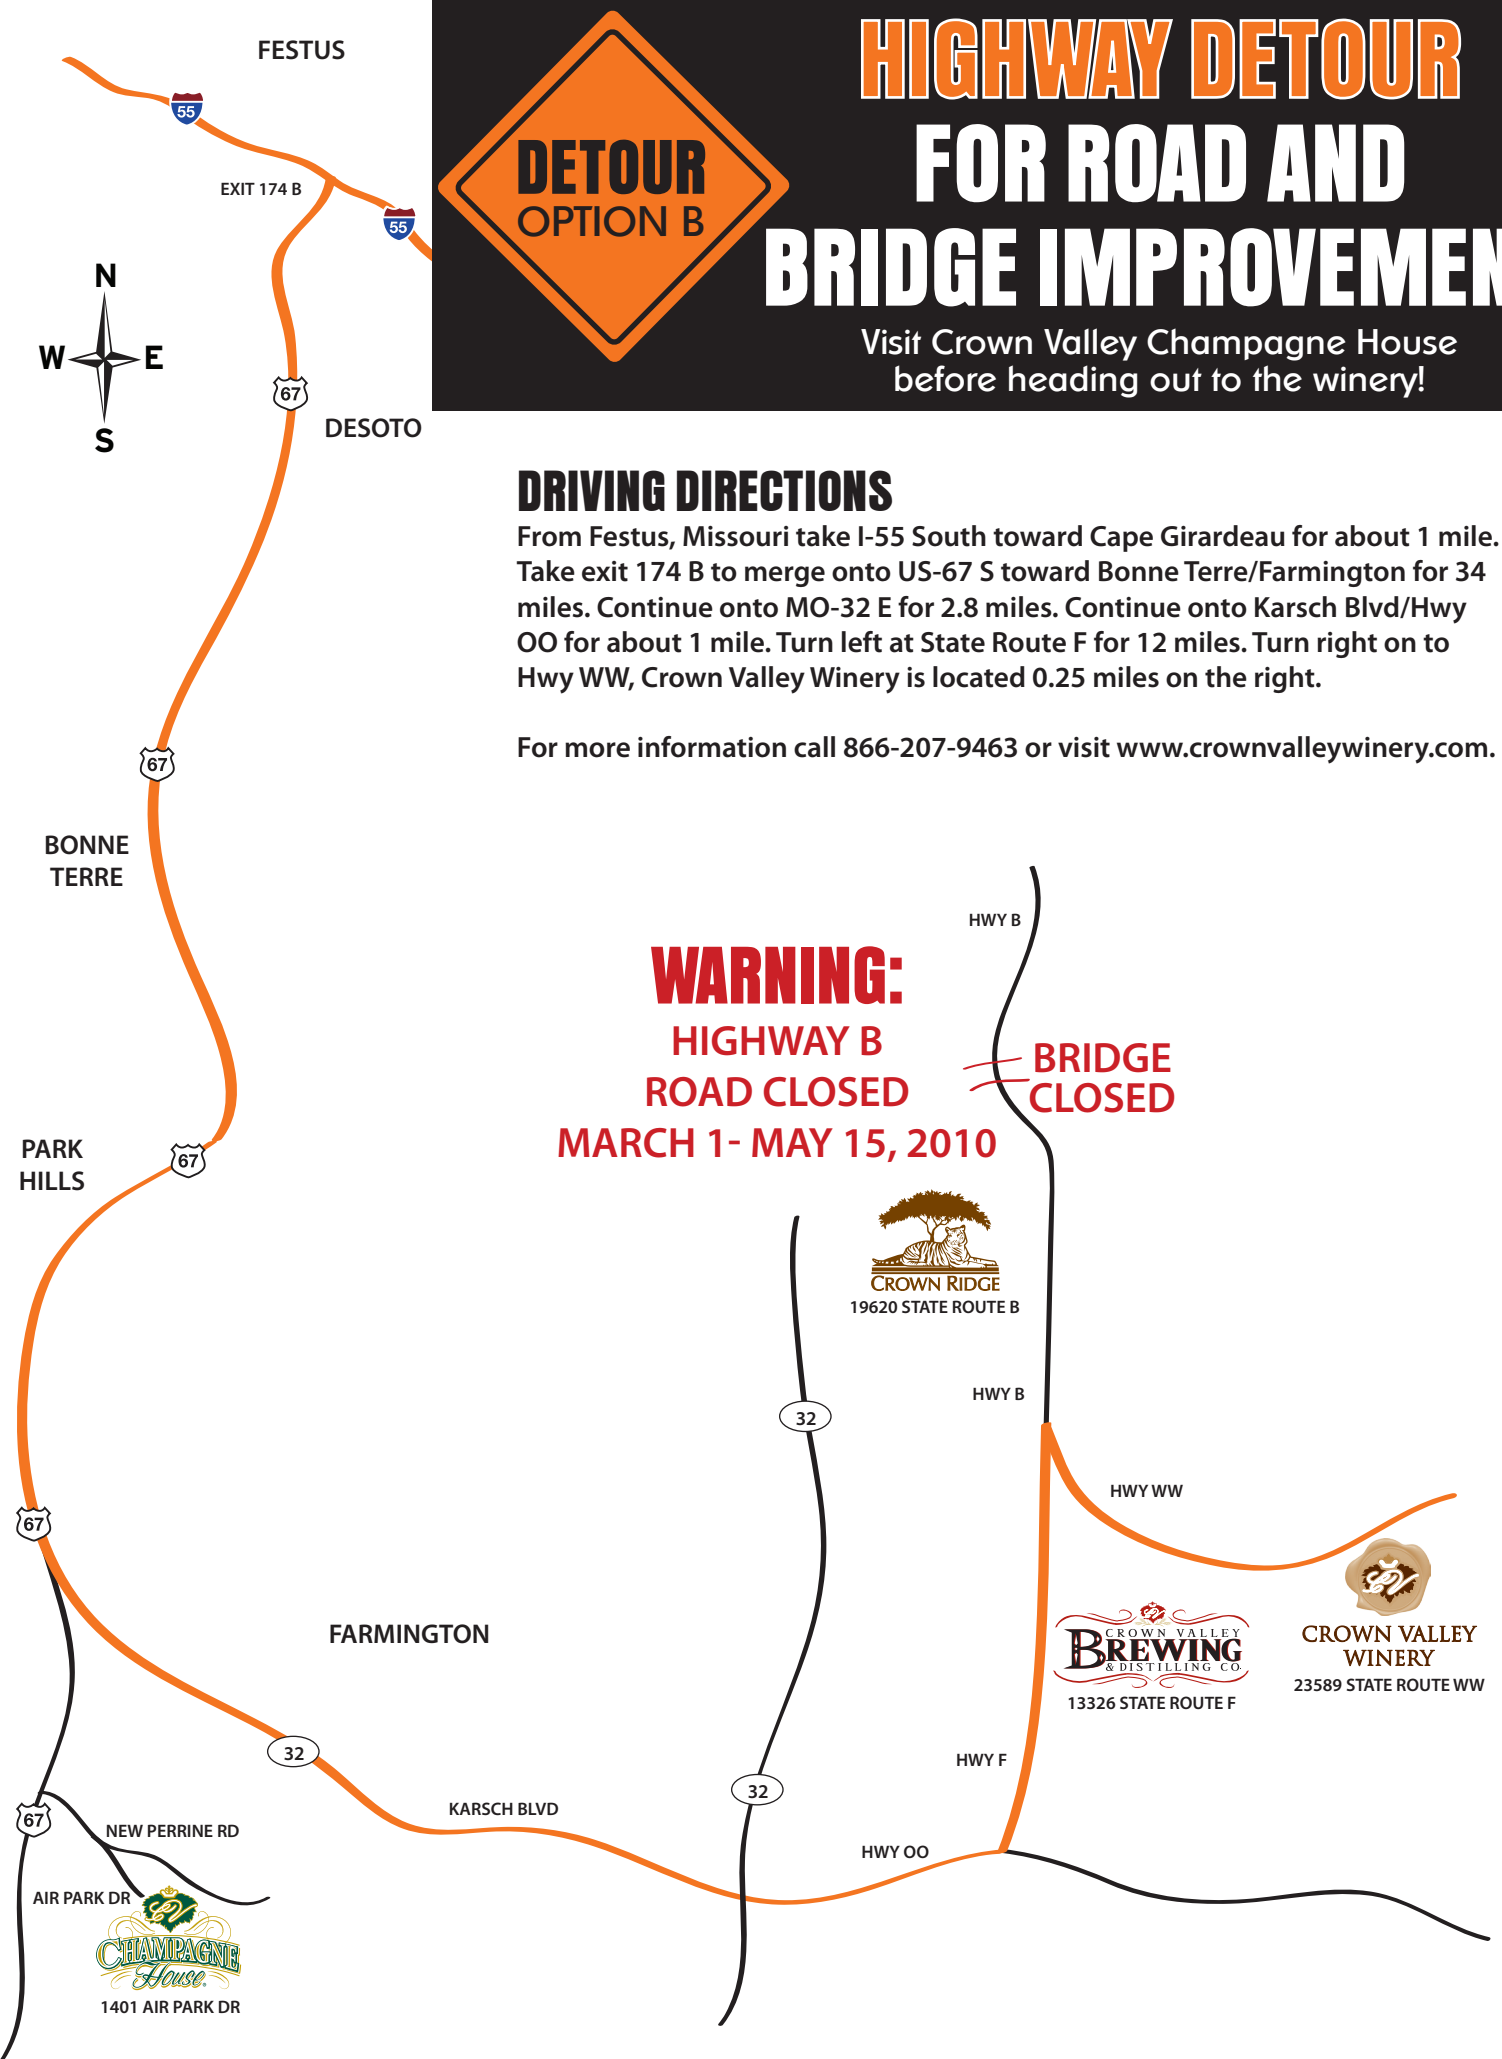 HIGHWAY DETOUR
FOR ROAD AND
BRIDGE IMPROVEMEN
Visit Crown Valley Champagne House
before heading out to the winery!
DETOUR
OPTION B
FESTUS
55
EXIT 174 B
55
N
W E
S
67
DESOTO
DRIVING DIRECTIONS
From Festus, Missouri take I-55 South toward Cape Girardeau for about 1 mile.
Take exit 174 B to merge onto US-67 S toward Bonne Terre/Farmington for 34
miles. Continue onto MO-32 E for 2.8 miles. Continue onto Karsch Blvd/Hwy
OO for about 1 mile. Turn left at State Route F for 12 miles. Turn right on to
Hwy WW, Crown Valley Winery is located 0.25 miles on the right.
For more information call 866-207-9463 or visit www.crownvalleywinery.com.
67
BONNE
TERRE
HWY B
WARNING:
HIGHWAY B
ROAD CLOSED
MARCH 1- MAY 15, 2010
BRIDGE
CLOSED
PARK
HILLS
67
CROWN RIDGE
19620 STATE ROUTE B
HWY B
32
HWY WW
67
FARMINGTON
CV
CROWN VALLEY
BREWING
& DISTILLING CO.
13326 STATE ROUTE F
CV
CROWN VALLEY
WINERY
23589 STATE ROUTE WW
32
HWY F
32
KARSCH BLVD
HWY OO
67
NEW PERRINE RD
AIR PARK DR
CV
CHAMPAGNE
House
1401 AIR PARK DR